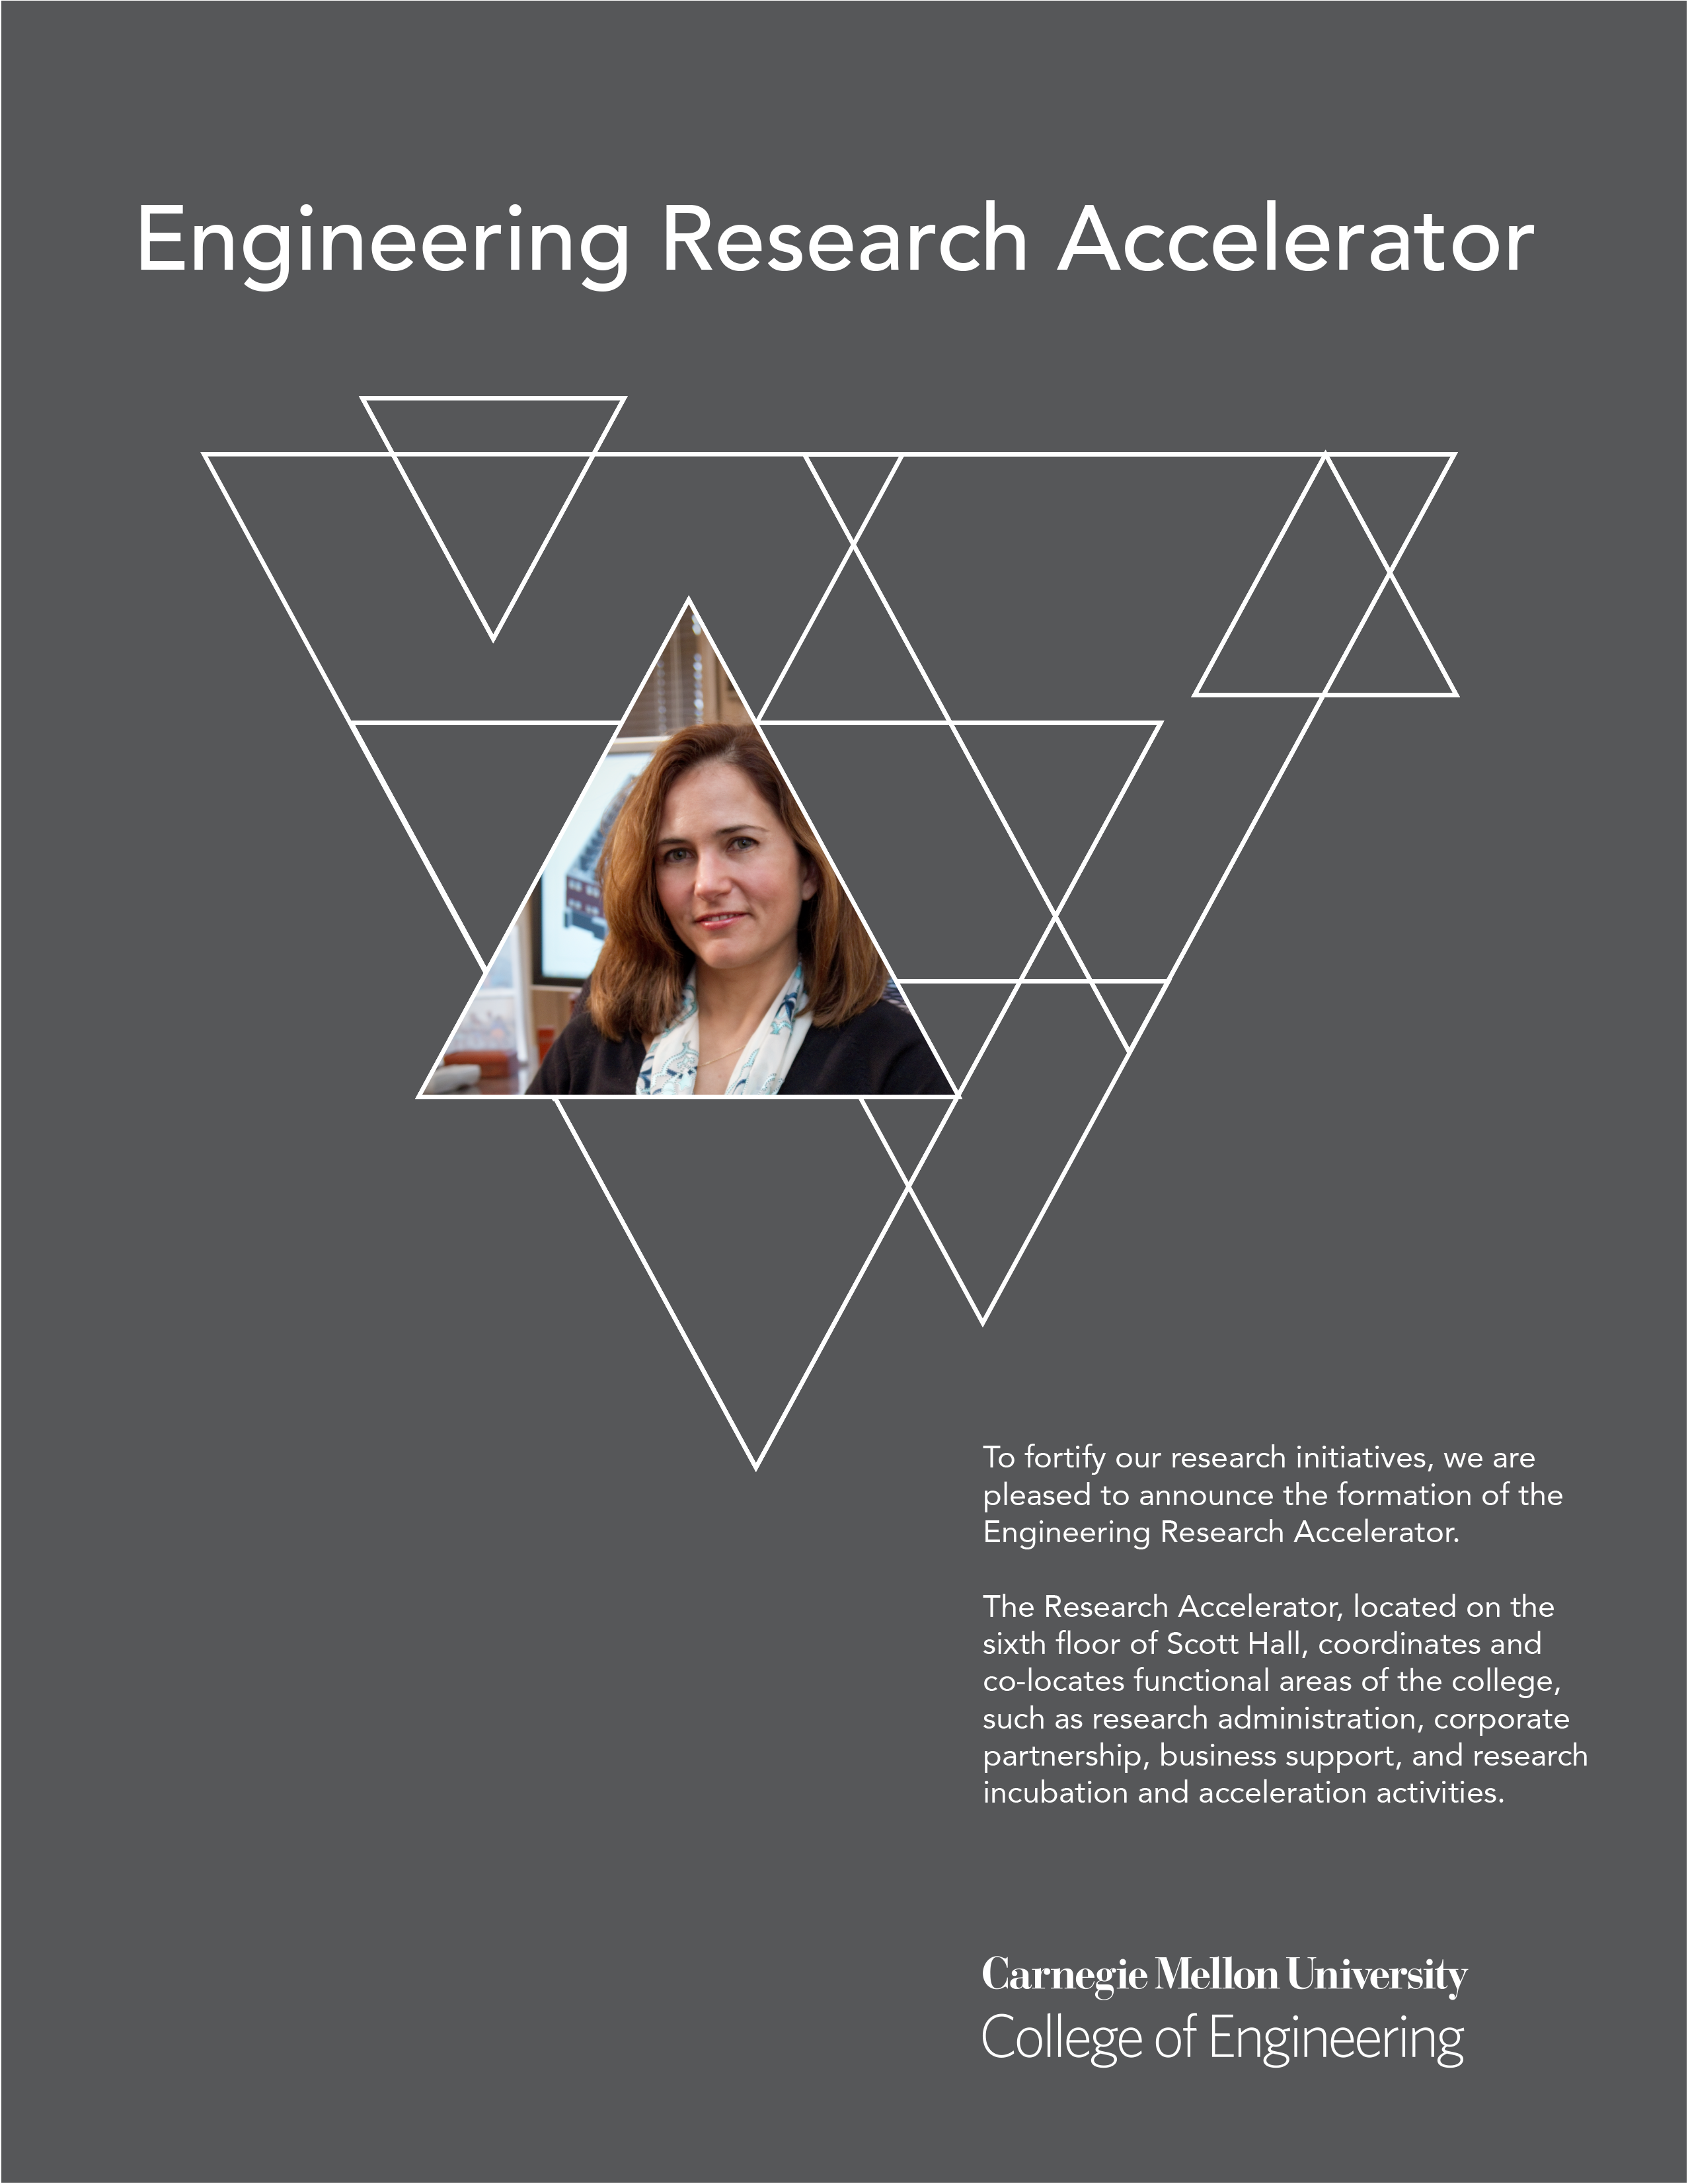 Engineering Research Accelerator
To fortify our research initiatives, we are
pleased to announce the formation of the
Engineering Research Accelerator.
The Research Accelerator, located on the
sixth floor of Scott Hall, coordinates and
co-locates functional areas of the college,
such as research administration, corporate
partnership, business support, and research
incubation and acceleration activities.
Carnegie Mellon University
College of Engineering